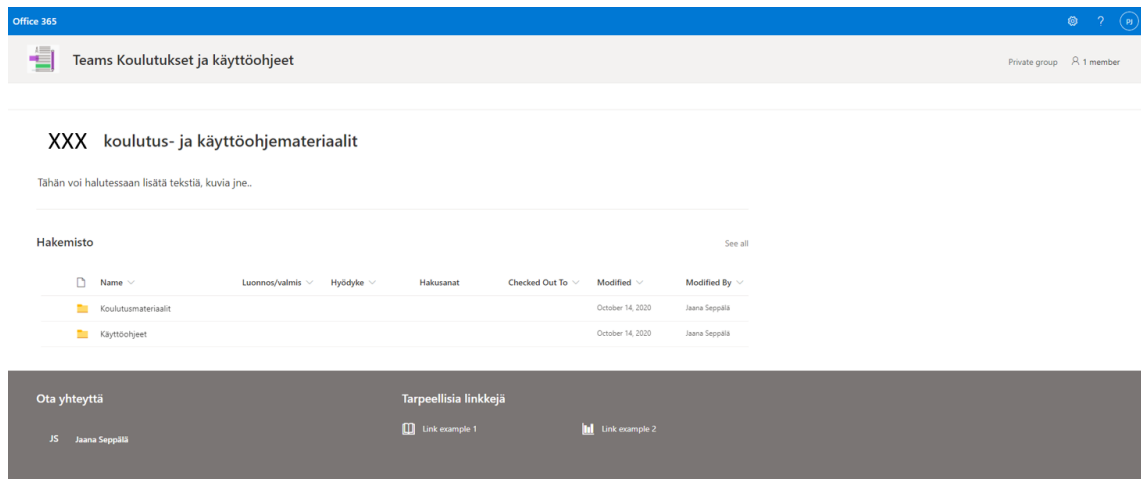 Office 365
? PJ
Teams Koulutukset ja käyttöohjeet
Private group 1 member
XXX koulutus- ja käyttöohjemateriaalit
Tähän voi halutessaan lisätä tekstiä, kuvia jne..
Hakemisto See all
Name Luonnos/valmis Hyödyke Hakusanat Checked Out To Modified Modified By
Koulutusmateriaalit October 14, 2020 Jaana Seppälä
Käyttöohjeet October 14, 2020 Jaana Seppälä
Ota yhteyttä Tarpeellisia linkkejä
Link example 1 Link example 2
JS Jaana Seppälä